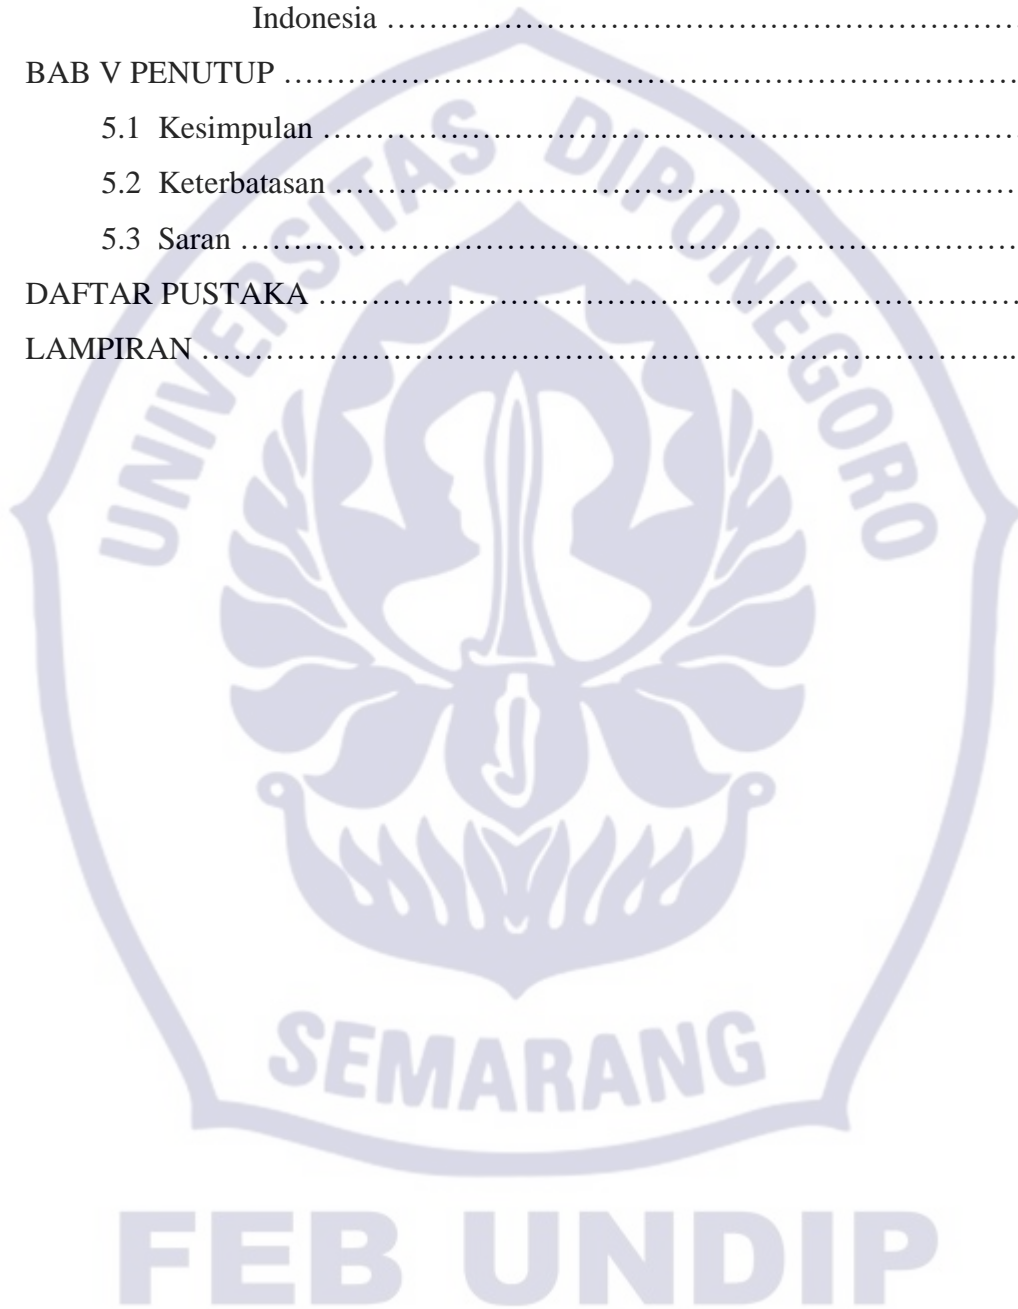 Indonesia ……………………………………………………
BAB V PENUTUP ……………………………………………………………
5.1 Kesimpulan …………………………………………………………
5.2 Keterbatasan ………………………………………………………
5.3 Saran ………………………………………………………………
DAFTAR PUSTAKA …………………………………………………………
LAMPIRAN …………………………………………………………………..
UNIVERSITAS DIPONEGORO
SEMARANG
FEB UNDIP